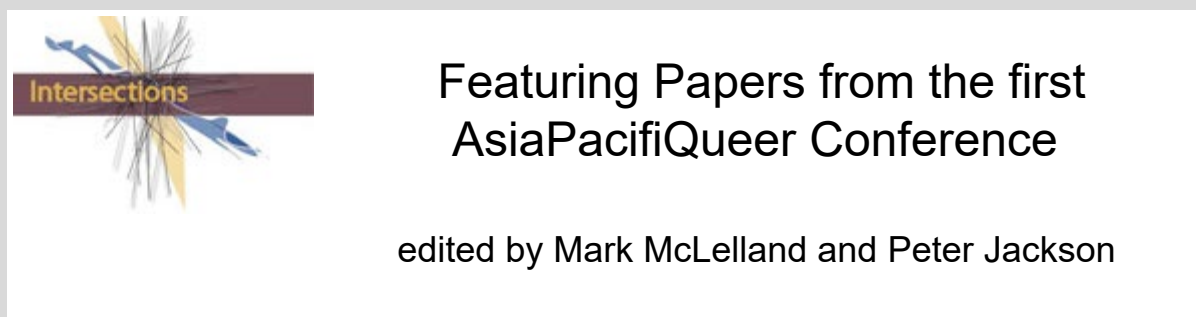 Intersections
Featuring Papers from the first
AsiaPacifiQueer Conference
edited by Mark McLelland and Peter Jackson